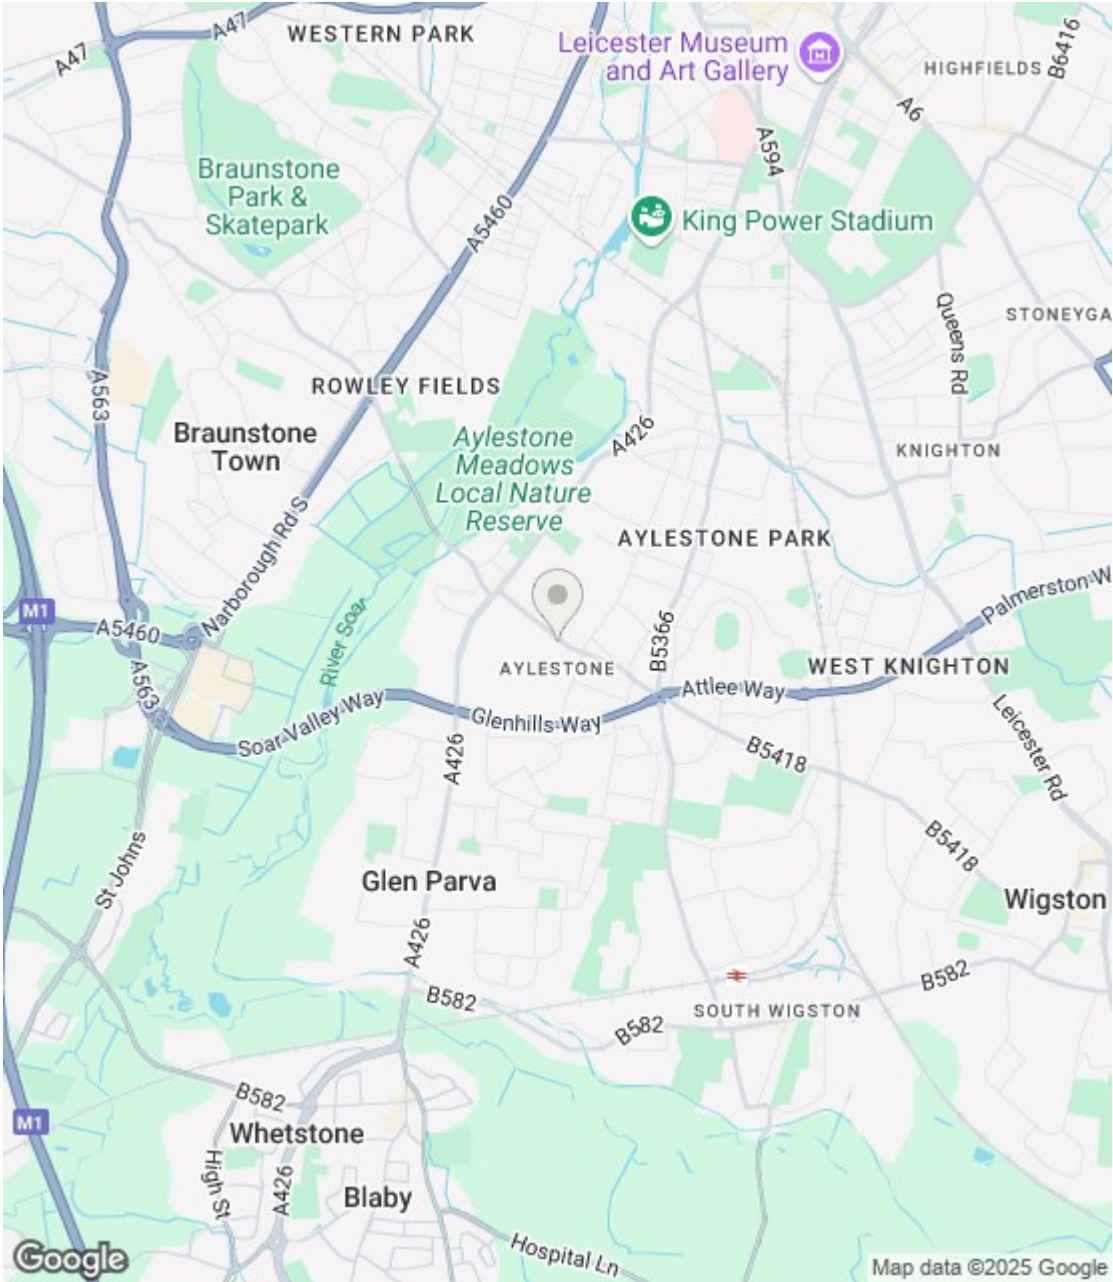 A47
A47
WESTERN PARK
Leicester Museum
and Art Gallery
HIGHFIELDS
B6416
A6
A594
Braunstone
Park &
Skatepark
A5460
King Power Stadium
Queens Rd
STONEYGA
ROWLEY FIELDS
A563
Braunstone
Town
Aylestone
Meadows
Local Nature
Reserve
A426
KNIGHTON
AYLESTONE PARK
Narborough Rd S
Palmerston W
M1
A5460
River Soar
B5366
AYLESTONE
WEST KNIGHTON
A563
Attlee Way
Soar Valley Way
Glenhills Way
Leicester Rd
A426
B5418
B5418
St Johns
Glen Parva
Wigston
A426
B582
B582
SOUTH WIGSTON
B582
B582
M1
Whetstone
High St
A426
Blaby
Hospital Ln
Google
Map data ©2025 Google